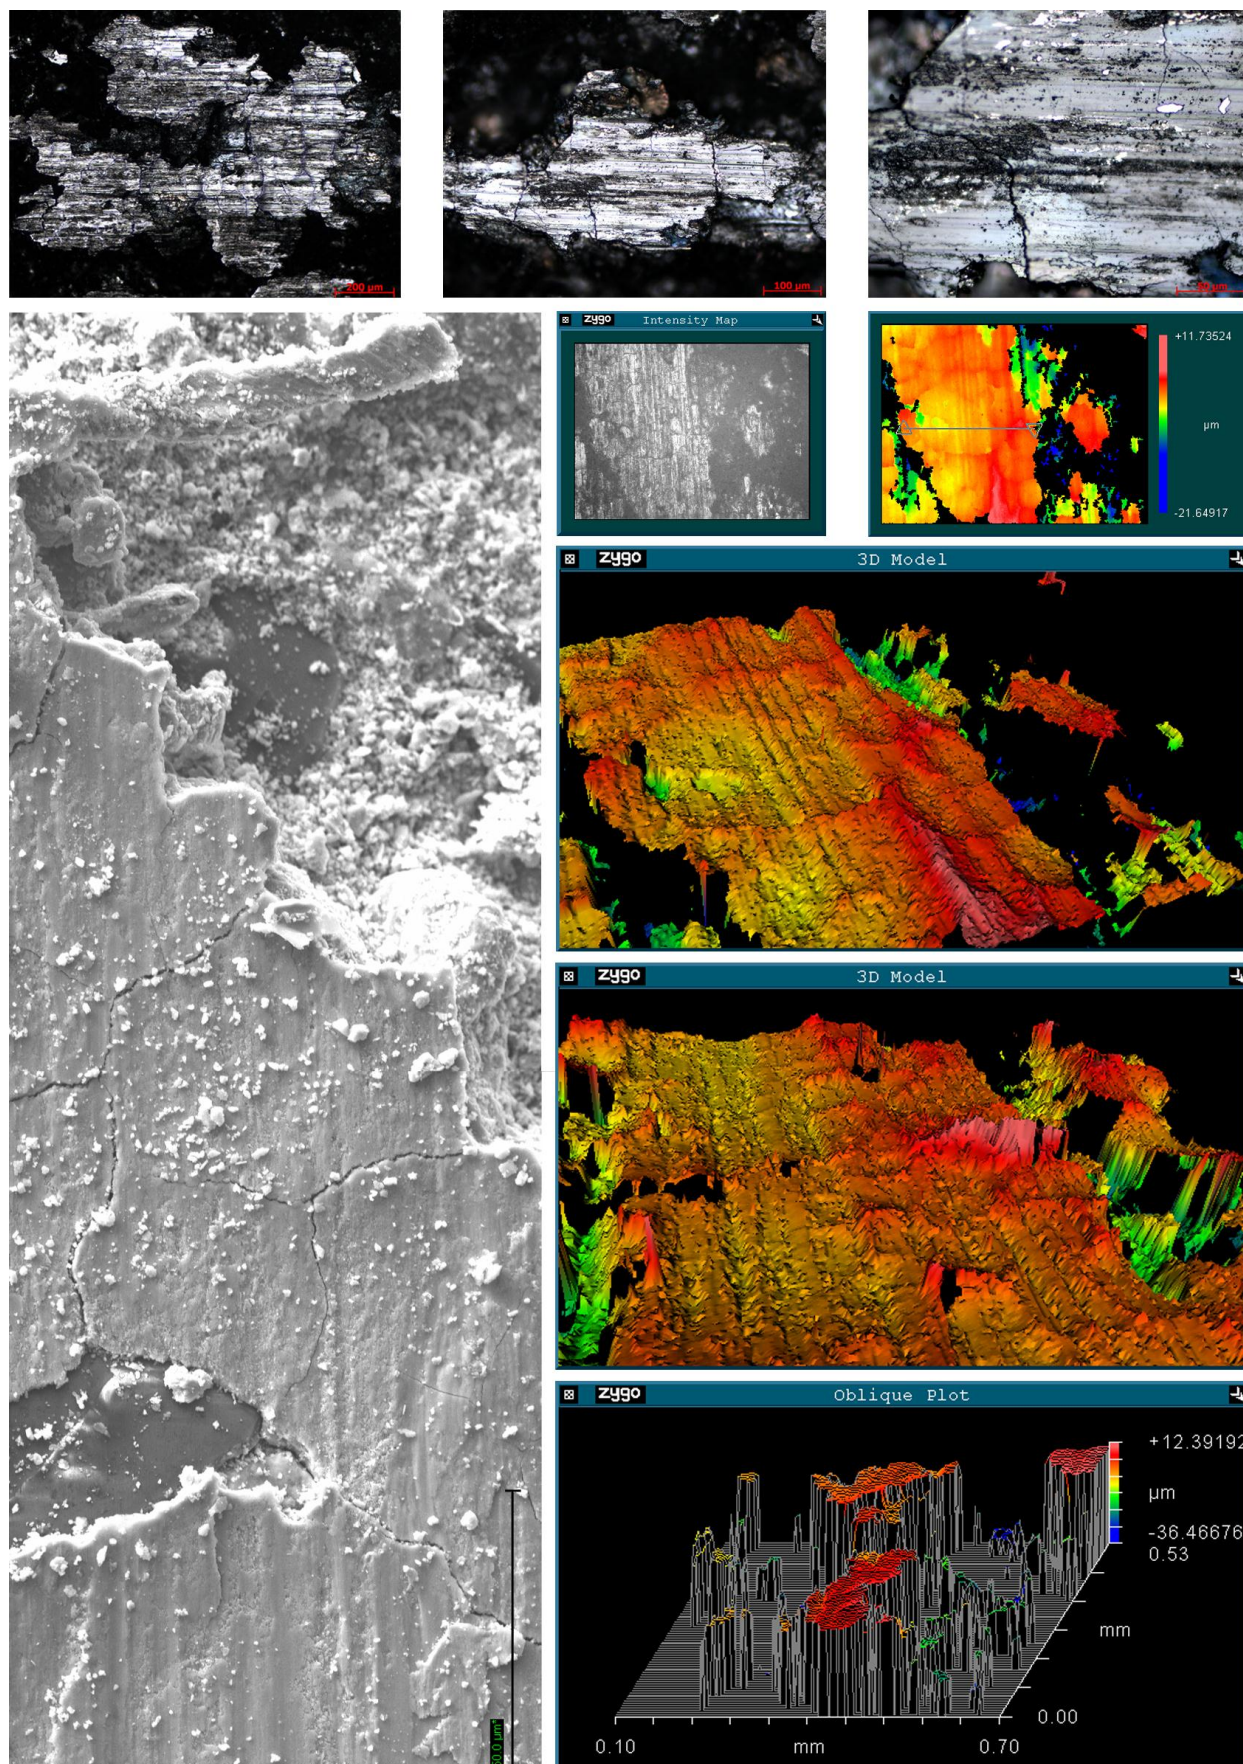 200 µm
100 µm
zygo Intensity Map
+11.73524
µm
-21.64917
zygo 3D Model
zygo 3D Model
zygo Oblique Plot
+12.39192
µm
-36.46676
0.53
mm
0.00
0.10 mm 0.70